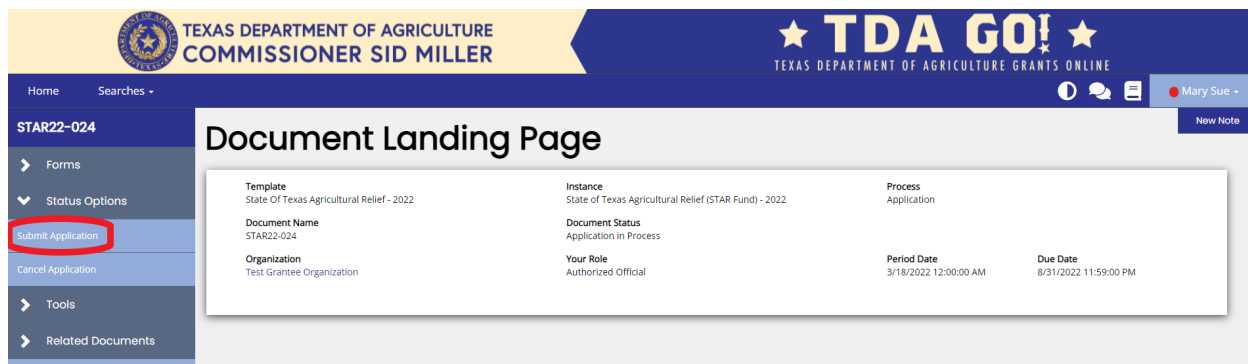 TEXAS DEPARTMENT OF AGRICULTURE
COMMISSIONER SID MILLER
TDA GO!
TEXAS DEPARTMENT OF AGRICULTURE GRANTS ONLINE
Home Searches
Mary Sue
STAR22-024
New Note
Document Landing Page
Forms
Status Options
Submit Application
Cancel Application
Tools
Related Documents
Template Instance Process
State Of Texas Agricultural Relief - 2022 State of Texas Agricultural Relief (STAR Fund) - 2022 Application
Document Name Document Status
STAR22-024 Application in Process
Organization Your Role Period Date Due Date
Test Grantee Organization Authorized Official 3/18/2022 12:00:00 AM 8/31/2022 11:59:00 PM